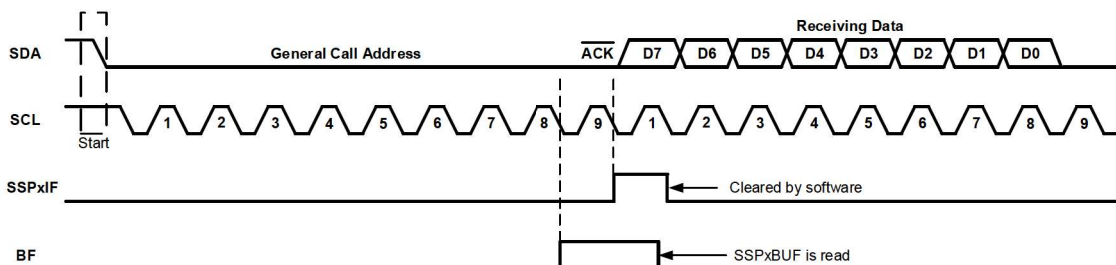 Receiving Data
SDA General Call Address ACK D7 D6 D5 D4 D3 D2 D1 D0
SCL 1 2 3 4 5 6 7 8 9 1 2 3 4 5 6 7 8 9
Start
SSPxIF Cleared by software
BF SSPxBUF is read